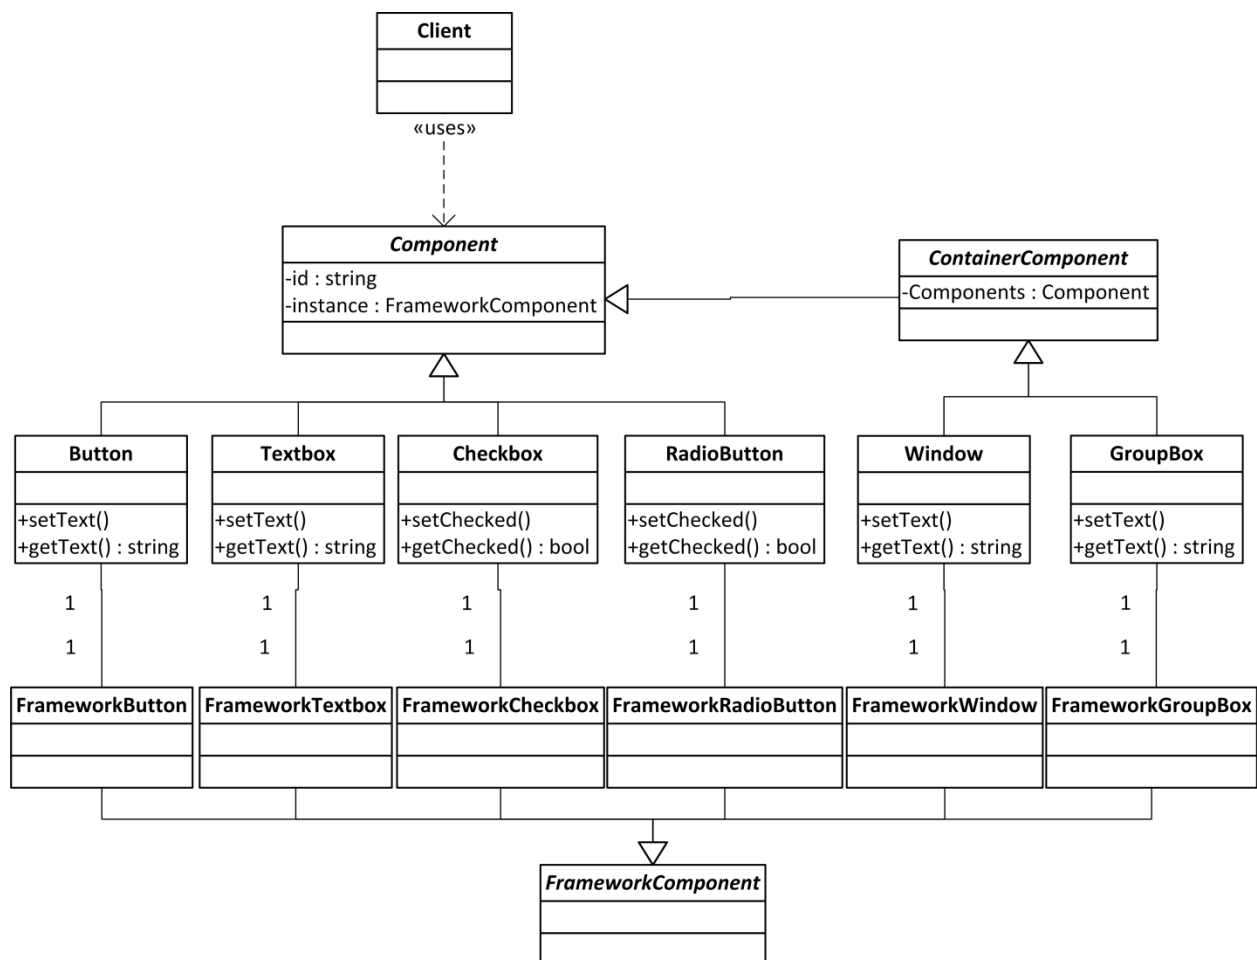 Client
«uses»
Component
-id : string
-instance : FrameworkComponent
ContainerComponent
-Components : Component
Button
+setText()
+getText() : string
Textbox
+setText()
+getText() : string
Checkbox
+setChecked()
+getChecked() : bool
RadioButton
+setChecked()
+getChecked() : bool
Window
+setText()
+getText() : string
GroupBox
+setText()
+getText() : string
1 1 1 1 1 1
1 1 1 1 1 1
FrameworkButton
FrameworkTextbox
FrameworkCheckbox
FrameworkRadioButton
FrameworkWindow
FrameworkGroupBox
FrameworkComponent